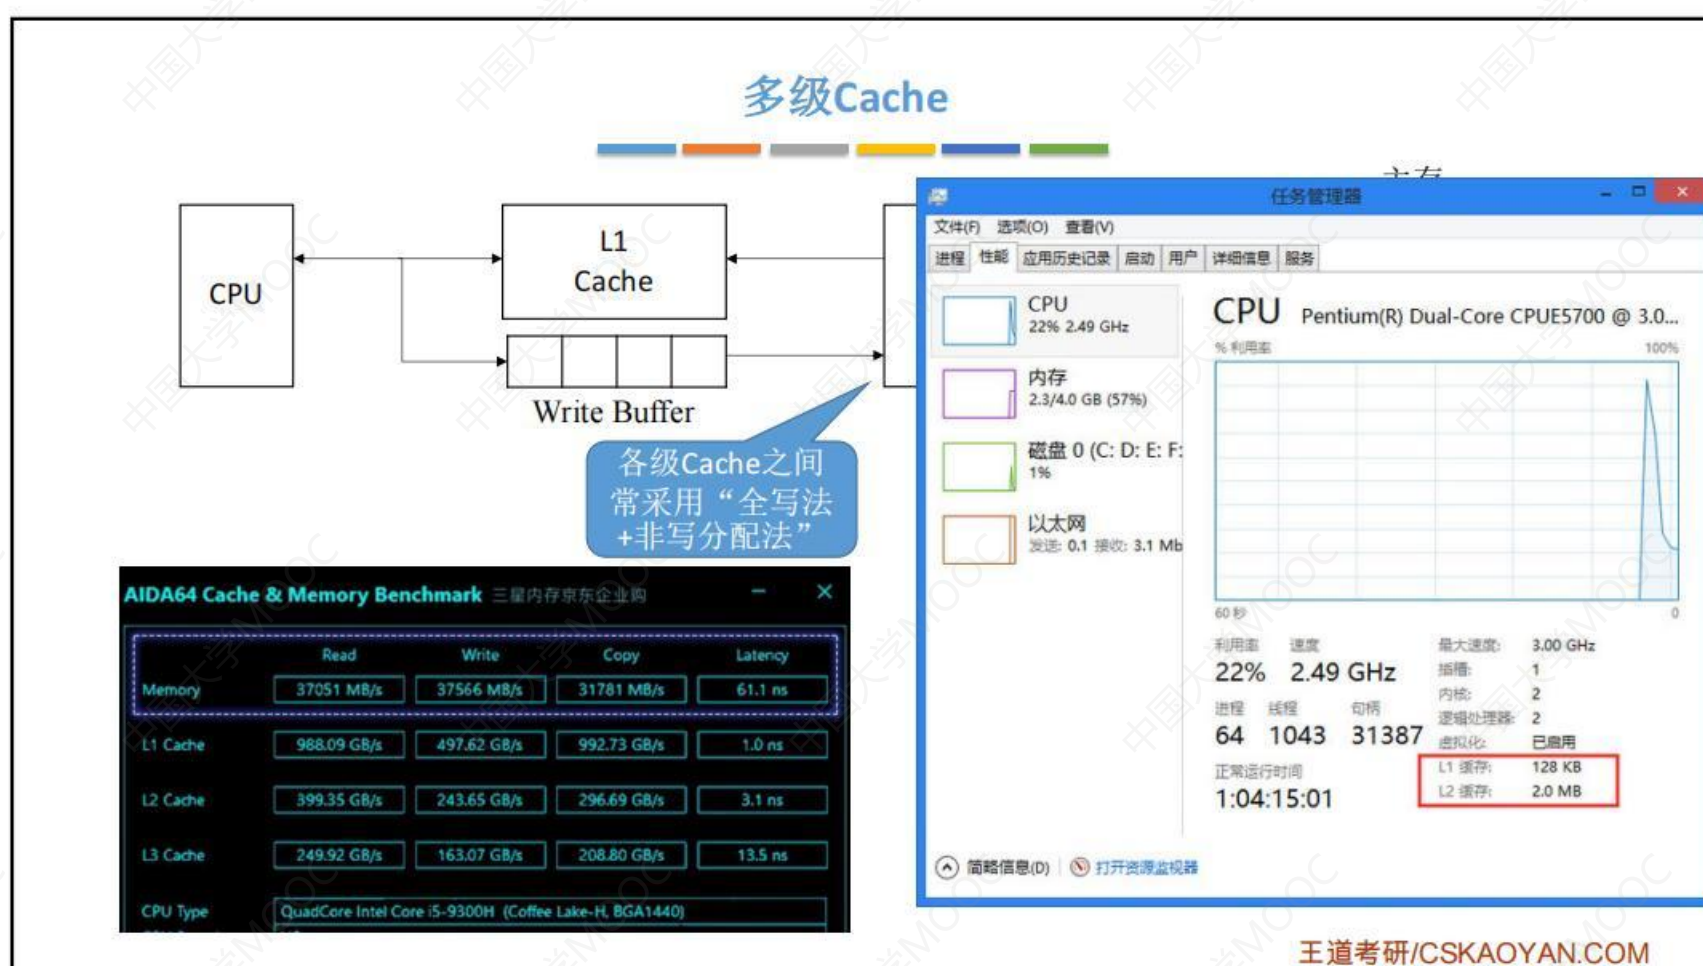 多级Cache
CPU
L1
Cache
Write Buffer
各级Cache之间
常采用“全写法
+非写分配法”
AIDA64 Cache & Memory Benchmark 三星内存京东企业购
Read Write Copy Latency
Memory 37051 MB/s 37566 MB/s 31781 MB/s 61.1 ns
L1 Cache 988.09 GB/s 497.62 GB/s 992.73 GB/s 1.0 ns
L2 Cache 399.35 GB/s 243.65 GB/s 296.69 GB/s 3.1 ns
L3 Cache 249.92 GB/s 163.07 GB/s 208.80 GB/s 13.5 ns
CPU Type QuadCore Intel Core i5-9300H (Coffee Lake-H, BGA1440)
主存
任务管理器
文件(F) 选项(O) 查看(V)
进程 性能 应用历史记录 启动 用户 详细信息 服务
CPU
22% 2.49 GHz
内存
2.3/4.0 GB (57%)
磁盘 0 (C: D: E: F:
1%
以太网
发送: 0.1 接收: 3.1 Mb
CPU Pentium(R) Dual-Core CPUE5700 @ 3.0...
% 利用率 100%
60 秒 0
利用率 速度
22% 2.49 GHz
进程 线程 句柄
64 1043 31387
正常运行时间
1:04:15:01
最大速度: 3.00 GHz
插槽: 1
内核: 2
逻辑处理器: 2
虚拟化: 已启用
L1 缓存: 128 KB
L2 缓存: 2.0 MB
简略信息(D) 打开资源监视器
王道考研/CSKAOYAN.COM
中国大学MOOC